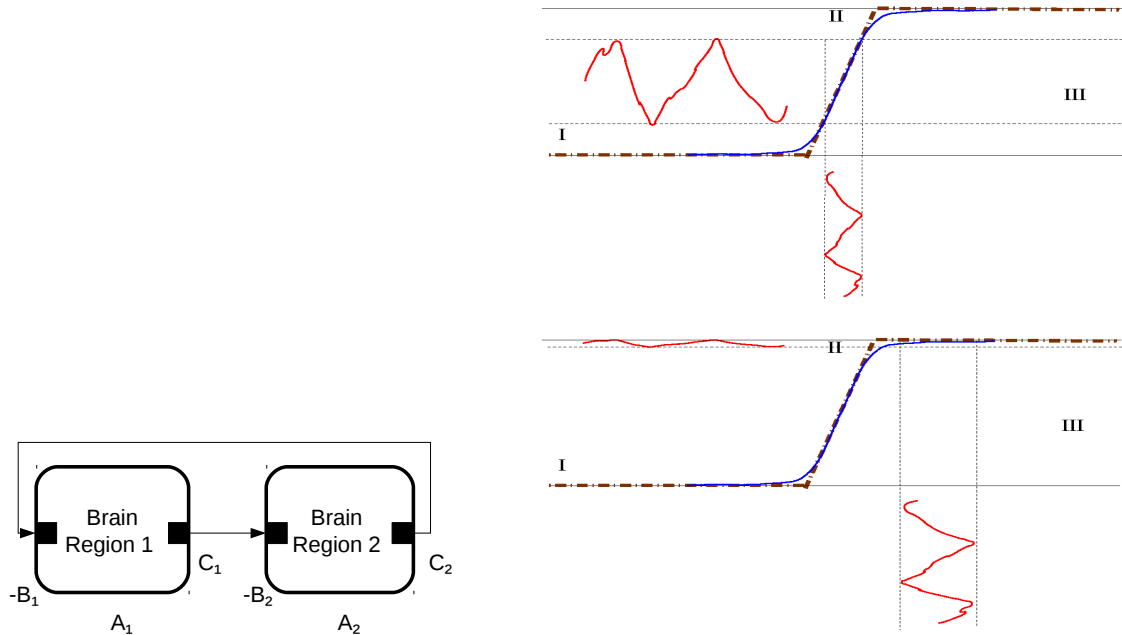 II
III
I
II
III
I
Brain
Region 1
Brain
Region 2
C₁
C₂
-B₁
-B₂
A₁
A₂